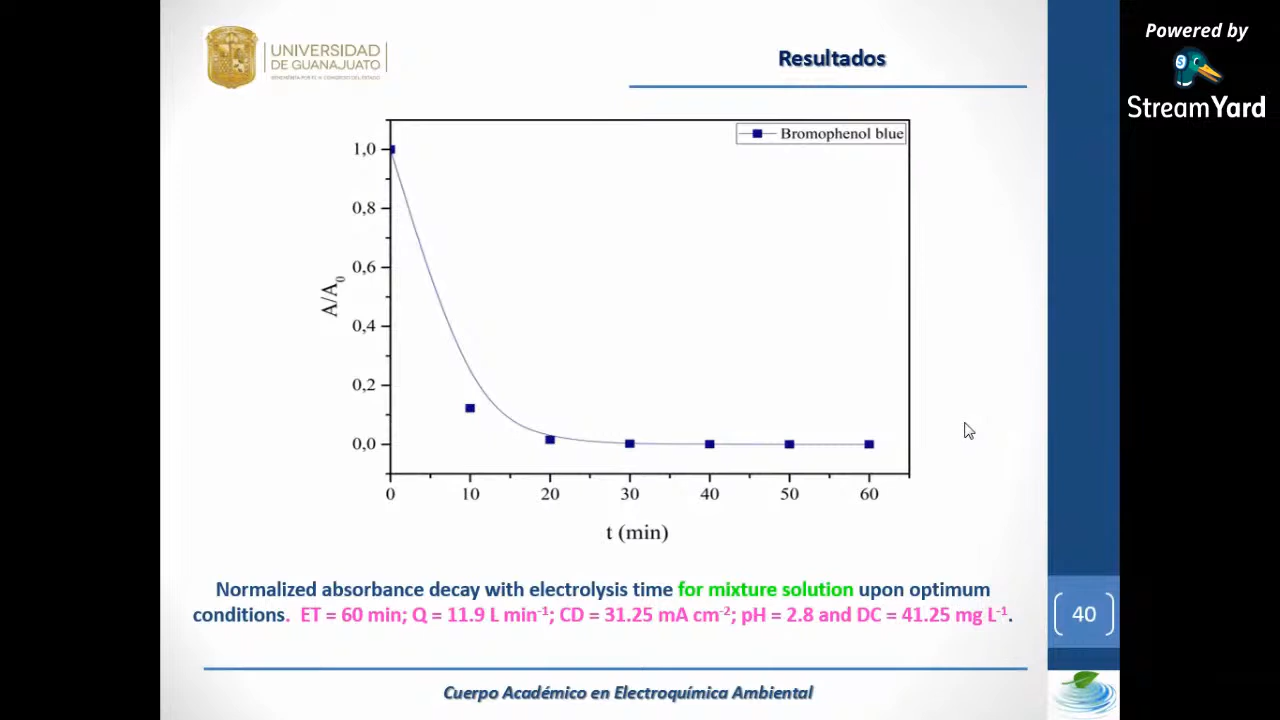 UNIVERSIDAD
DE GUANAJUATO
Resultados
Powered by
StreamYard
Bromophenol blue
1,0
0,8
0,6
0,4
0,2
0,0
A/A₀
0 10 20 30 40 50 60
t (min)
Normalized absorbance decay with electrolysis time for mixture solution upon optimum
conditions. ET = 60 min; Q = 11.9 L min⁻¹; CD = 31.25 mA cm⁻²; pH = 2.8 and DC = 41.25 mg L⁻¹.
40
Cuerpo Académico en Electroquímica Ambiental